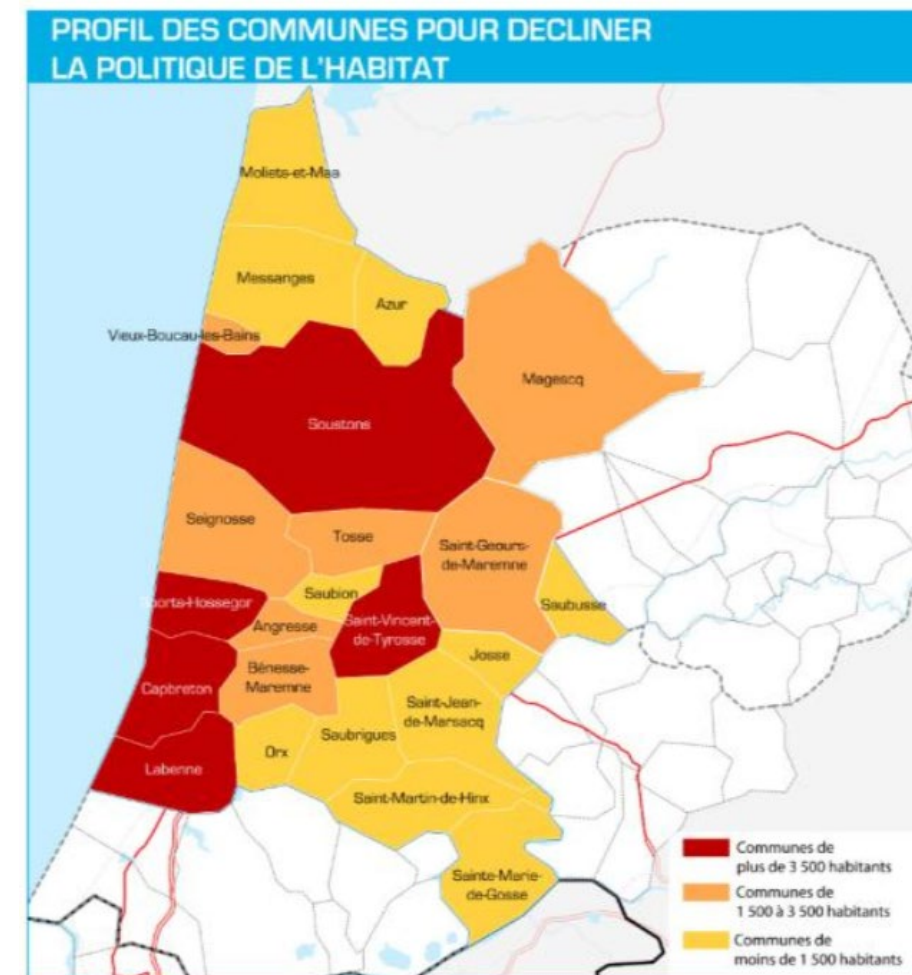 PROFIL DES COMMUNES POUR DECLINER
LA POLITIQUE DE L'HABITAT
Moliets-et-Maa
Messanges
Azur
Vieux-Boucau-les-Bains
Magescq
Soustons
Seignosse
Tosse
Saint-Geours-
de-Maremne
Saubion
Saubusse
oorts-Hossegor
Angresse
Saint-Vincent-
de-Tyrosse
Josse
Bénesse-
Maremne
Capbreton
Saint-Jean-
de-Marsacq
Saubrigues
Orx
Labenne
Saint-Martin-de-Hinx
Sainte-Marie-
de-Gosse
Communes de
plus de 3 500 habitants
Communes de
1 500 à 3 500 habitants
Communes de
moins de 1 500 habitants